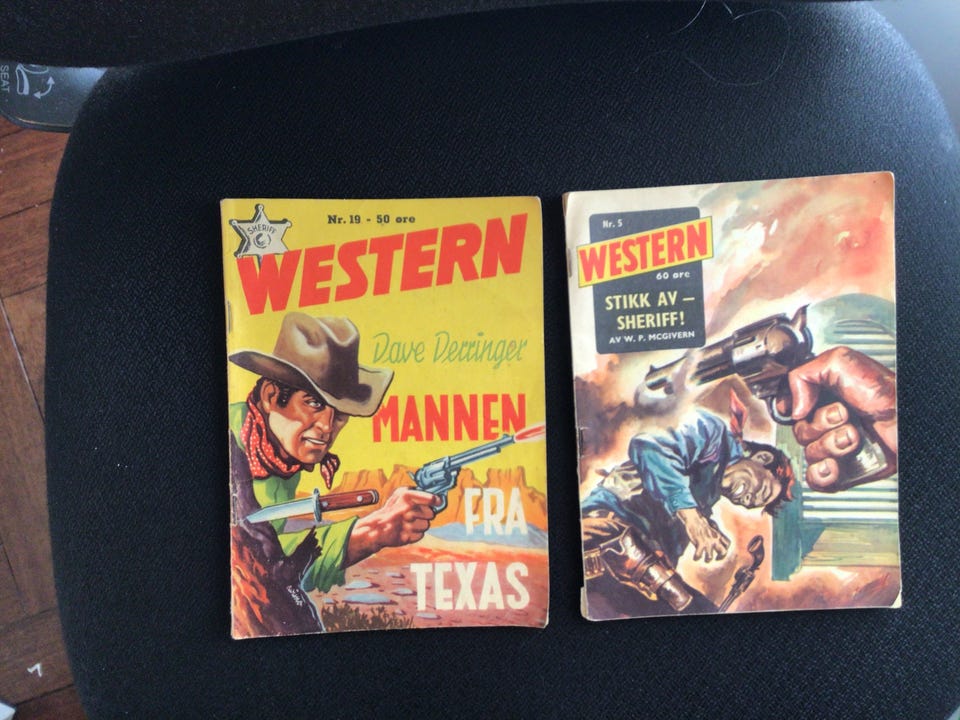 SEAT
SHERIFF
Nr. 19 - 50 øre
WESTERN
Dave Derringer
MANNEN
FRA
TEXAS
Nr. 5
WESTERN
60 øre
STIKK AV –
SHERIFF!
AV W. P. MCGIVERN